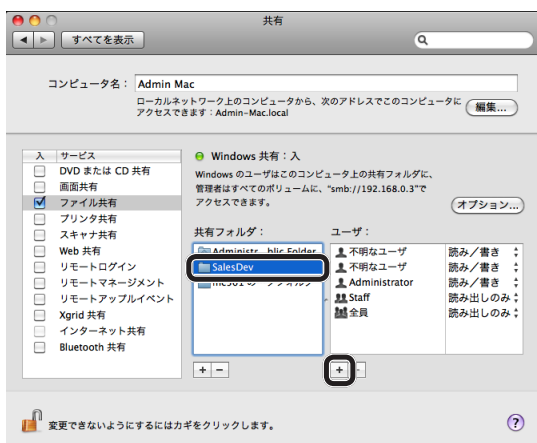 共有
すべてを表示
コンピュータ名： Admin Mac
ローカルネットワーク上のコンピュータから、次のアドレスでこのコンピュータに
アクセスできます：Admin-Mac.local
編集...
入 サービス
DVD または CD 共有
画面共有
ファイル共有
プリンタ共有
スキャナ共有
Web 共有
リモートログイン
リモートマネージメント
リモートアップルイベント
Xgrid 共有
インターネット共有
Bluetooth 共有
Windows 共有：入
Windows のユーザはこのコンピュータ上の共有フォルダに、
管理者はすべてのボリュームに、“smb://192.168.0.3”で
アクセスできます。
オプション...
共有フォルダ：
SalesDev
ユーザ：
不明なユーザ 読み／書き
不明なユーザ 読み／書き
Administrator 読み／書き
Staff 読み出しのみ
全員 読み出しのみ
+ −
+ −
変更できないようにするにはカギをクリックします。
?